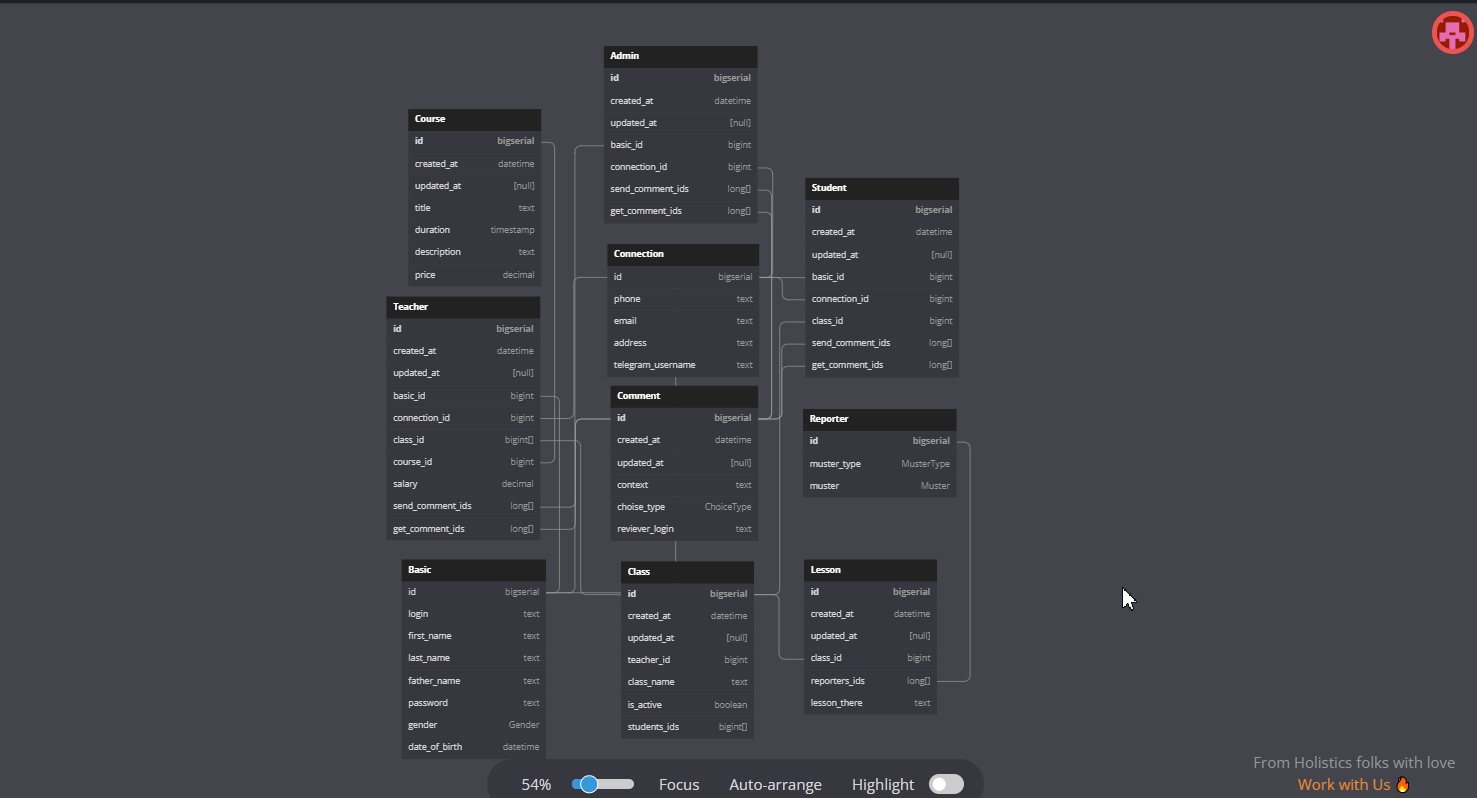 Admin
id bigserial
created_at datetime
updated_at [null]
basic_id bigint
connection_id bigint
send_comment_ids long[]
get_comment_ids long[]
Course
id bigserial
created_at datetime
updated_at [null]
title text
duration timestamp
description text
price decimal
Student
id bigserial
created_at datetime
updated_at [null]
basic_id bigint
connection_id bigint
class_id bigint
send_comment_ids long[]
get_comment_ids long[]
Connection
id bigserial
phone text
email text
address text
telegram_username text
Teacher
id bigserial
created_at datetime
updated_at [null]
basic_id bigint
connection_id bigint
class_id bigint[]
course_id bigint
salary decimal
send_comment_ids long[]
get_comment_ids long[]
Comment
id bigserial
created_at datetime
updated_at [null]
context text
choise_type ChoiceType
reviever_login text
Reporter
id bigserial
muster_type MusterType
muster Muster
Basic
id bigserial
login text
first_name text
last_name text
father_name text
password text
gender Gender
date_of_birth datetime
Class
id bigserial
created_at datetime
updated_at [null]
teacher_id bigint
class_name text
is_active boolean
students_ids bigint[]
Lesson
id bigserial
created_at datetime
updated_at [null]
class_id bigint
reporters_ids long[]
lesson_there text
54% Focus Auto-arrange Highlight
From Holistics folks with love
Work with Us 🔥